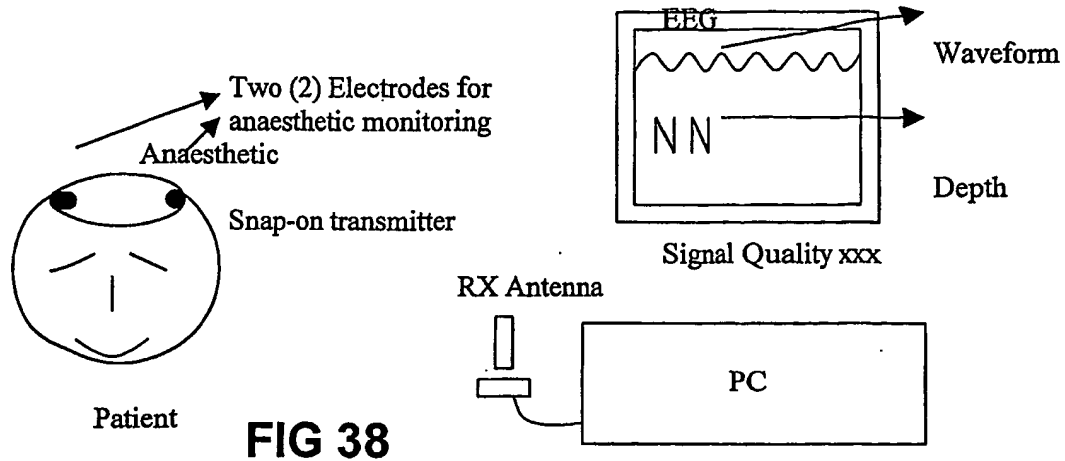 EEG
Waveform
Two (2) Electrodes for
anaesthetic monitoring
Anaesthetic
NN
Depth
Snap-on transmitter
Signal Quality xxx
RX Antenna
PC
Patient
FIG 38